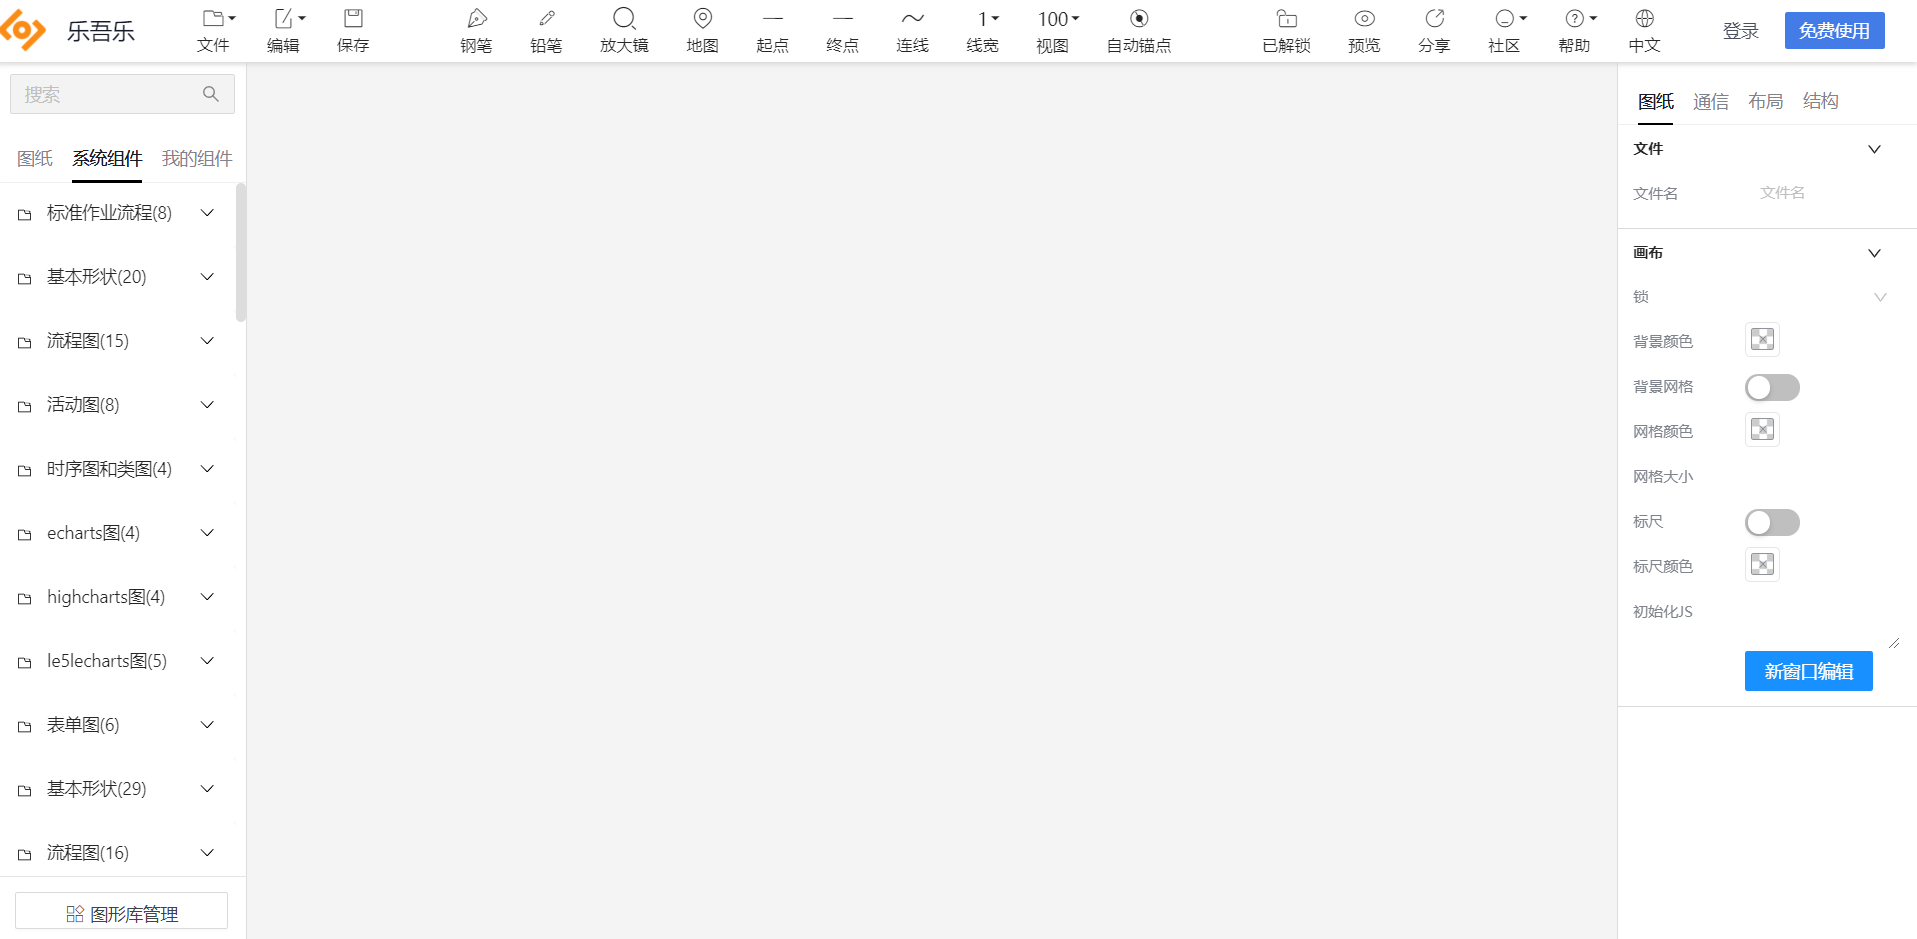 乐吾乐
文件 编辑 保存 钢笔 铅笔 放大镜 地图 起点 终点 连线 1 线宽 100 视图 自动锚点 已解锁 预览 分享 社区 帮助 中文 登录 免费使用
搜索
图纸 系统组件 我的组件
标准作业流程(8)
基本形状(20)
流程图(15)
活动图(8)
时序图和类图(4)
echarts图(4)
highcharts图(4)
le5lecharts图(5)
表单图(6)
基本形状(29)
流程图(16)
图形库管理
图纸 通信 布局 结构
文件
文件名 文件名
画布
锁
背景颜色
背景网格
网格颜色
网格大小
标尺
标尺颜色
初始化JS
新窗口编辑